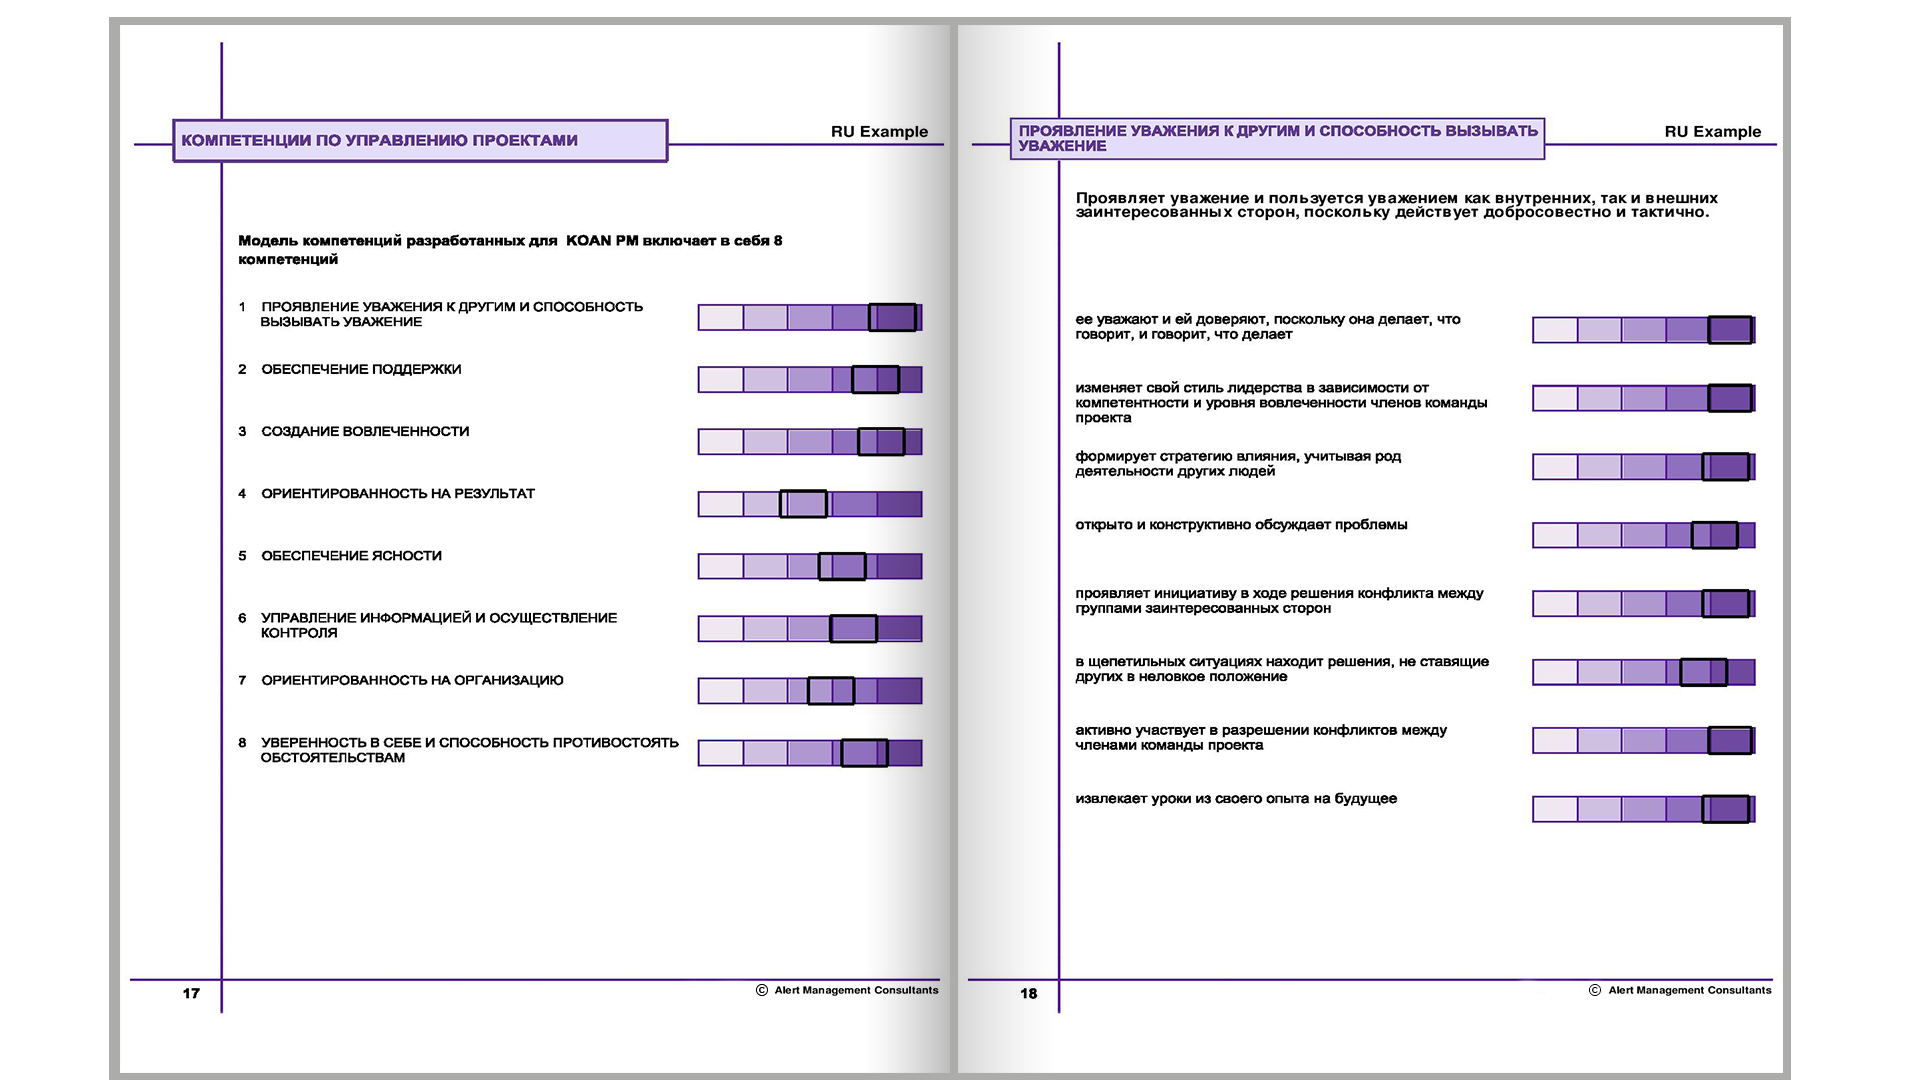 КОМПЕТЕНЦИИ ПО УПРАВЛЕНИЮ ПРОЕКТАМИ
RU Example
Модель компетенций разработанных для KOAN PM включает в себя 8
компетенций
1 ПРОЯВЛЕНИЕ УВАЖЕНИЯ К ДРУГИМ И СПОСОБНОСТЬ
ВЫЗЫВАТЬ УВАЖЕНИЕ
2 ОБЕСПЕЧЕНИЕ ПОДДЕРЖКИ
3 СОЗДАНИЕ ВОВЛЕЧЕННОСТИ
4 ОРИЕНТИРОВАННОСТЬ НА РЕЗУЛЬТАТ
5 ОБЕСПЕЧЕНИЕ ЯСНОСТИ
6 УПРАВЛЕНИЕ ИНФОРМАЦИЕЙ И ОСУЩЕСТВЛЕНИЕ
КОНТРОЛЯ
7 ОРИЕНТИРОВАННОСТЬ НА ОРГАНИЗАЦИЮ
8 УВЕРЕННОСТЬ В СЕБЕ И СПОСОБНОСТЬ ПРОТИВОСТОЯТЬ
ОБСТОЯТЕЛЬСТВАМ
17
© Alert Management Consultants
ПРОЯВЛЕНИЕ УВАЖЕНИЯ К ДРУГИМ И СПОСОБНОСТЬ ВЫЗЫВАТЬ
УВАЖЕНИЕ
RU Example
Проявляет уважение и пользуется уважением как внутренних, так и внешних
заинтересованных сторон, поскольку действует добросовестно и тактично.
ее уважают и ей доверяют, поскольку она делает, что
говорит, и говорит, что делает
изменяет свой стиль лидерства в зависимости от
компетентности и уровня вовлеченности членов команды
проекта
формирует стратегию влияния, учитывая род
деятельности других людей
открыто и конструктивно обсуждает проблемы
проявляет инициативу в ходе решения конфликта между
группами заинтересованных сторон
в щепетильных ситуациях находит решения, не ставящие
других в неловкое положение
активно участвует в разрешении конфликтов между
членами команды проекта
извлекает уроки из своего опыта на будущее
18
© Alert Management Consultants